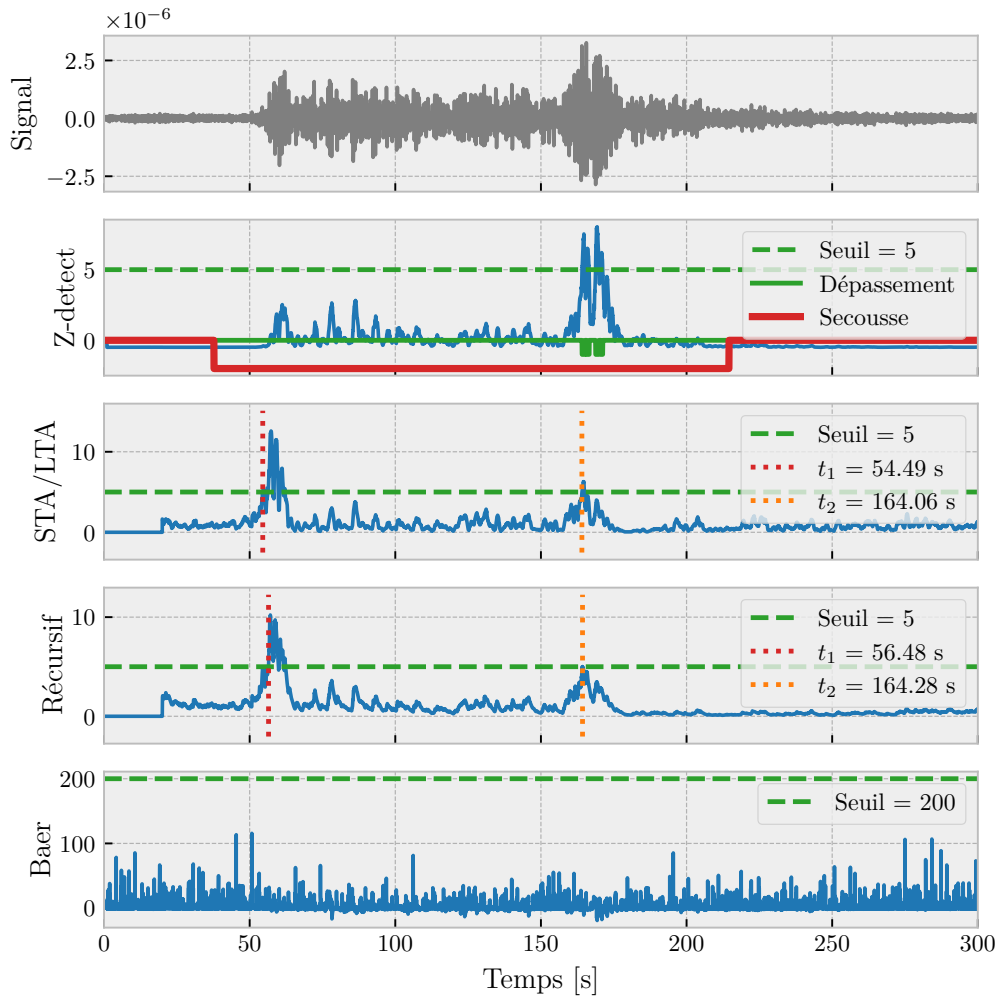 ×10⁻⁶
2.5
0.0
−2.5
Signal
5
0
Z-detect
Seuil = 5
Dépassement
Secousse
10
0
STA/LTA
Seuil = 5
t₁ = 54.49 s
t₂ = 164.06 s
10
0
Récursif
Seuil = 5
t₁ = 56.48 s
t₂ = 164.28 s
200
100
0
Baer
Seuil = 200
0 50 100 150 200 250 300
Temps [s]